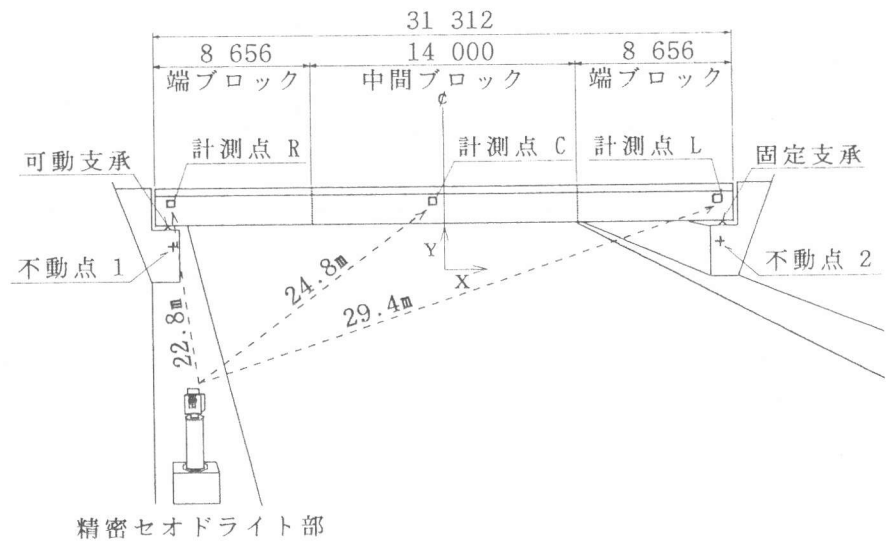 31 312
8 656 14 000 8 656
端ブロック 中間ブロック 端ブロック
℄
可動支承 計測点 R 計測点 C 計測点 L 固定支承
不動点 1 Y X 不動点 2
24.8m
29.4m
22.8m
精密セオドライト部